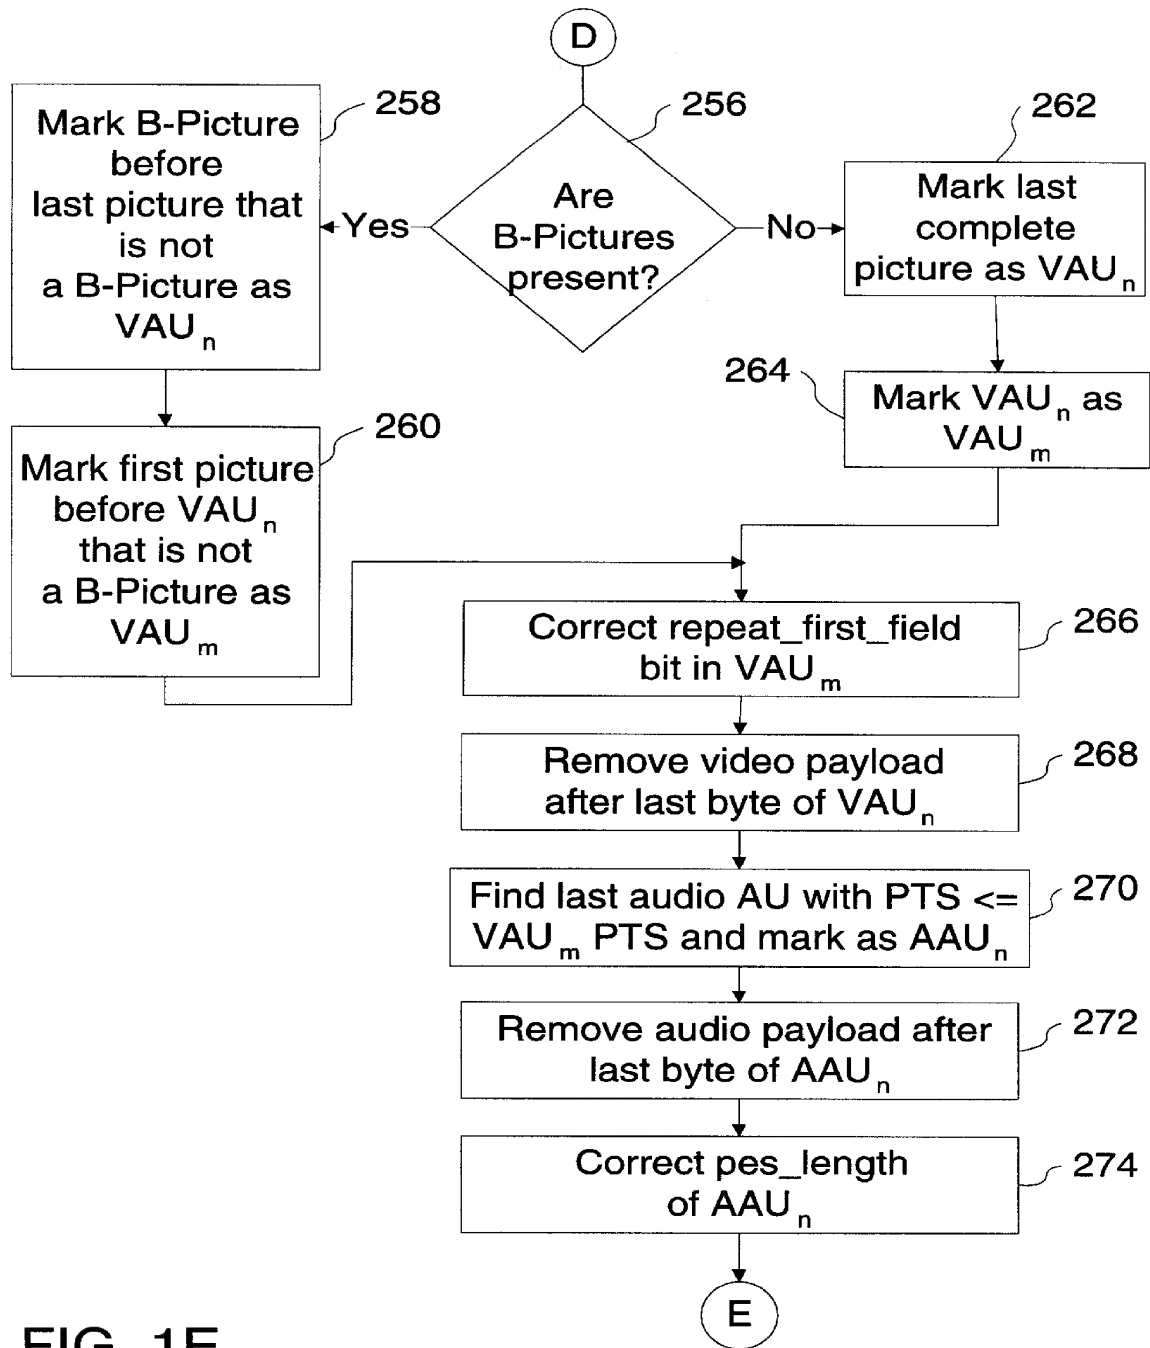 D
256
Are
B-Pictures
present?
Yes
No
258
Mark B-Picture
before
last picture that
is not
a B-Picture as
VAUn
260
Mark first picture
before VAUn
that is not
a B-Picture as
VAUm
262
Mark last
complete
picture as VAUn
264
Mark VAUn as
VAUm
266
Correct repeat_first_field
bit in VAUm
268
Remove video payload
after last byte of VAUn
270
Find last audio AU with PTS <=
VAUm PTS and mark as AAUn
272
Remove audio payload after
last byte of AAUn
274
Correct pes_length
of AAUn
E
FIG. 1E